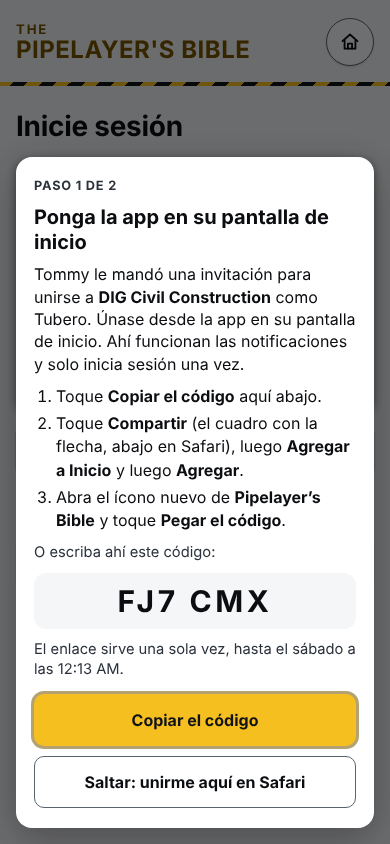 THE
PIPELAYER'S BIBLE
Inicie sesión
PASO 1 DE 2
Ponga la app en su pantalla de
inicio
Tommy le mandó una invitación para
unirse a DIG Civil Construction como
Tubero. Únase desde la app en su pantalla
de inicio. Ahí funcionan las notificaciones
y solo inicia sesión una vez.
1. Toque Copiar el código aquí abajo.
2. Toque Compartir (el cuadro con la
flecha, abajo en Safari), luego Agregar
a Inicio y luego Agregar.
3. Abra el ícono nuevo de Pipelayer’s
Bible y toque Pegar el código.
O escriba ahí este código:
FJ7 CMX
El enlace sirve una sola vez, hasta el sábado a
las 12:13 AM.
Copiar el código
Saltar: unirme aquí en Safari